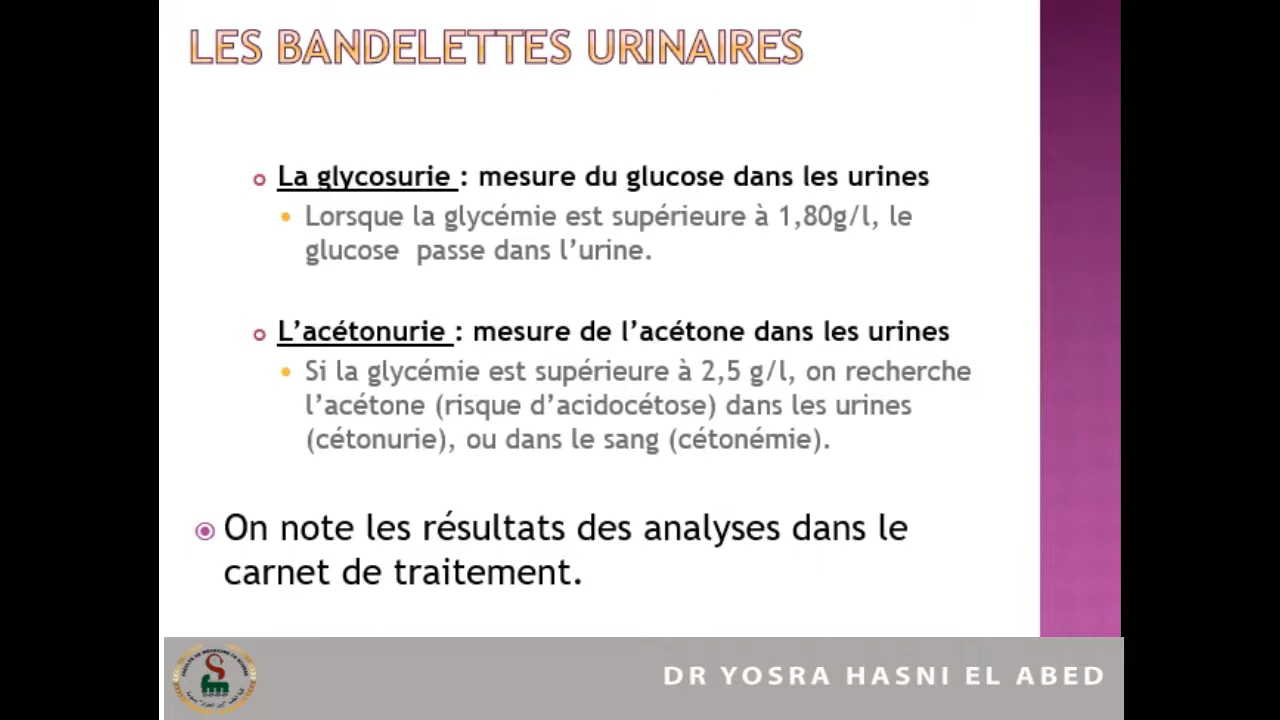 LES BANDELETTES URINAIRES
La glycosurie : mesure du glucose dans les urines
Lorsque la glycémie est supérieure à 1,80g/l, le
glucose passe dans l’urine.
L’acétonurie : mesure de l’acétone dans les urines
Si la glycémie est supérieure à 2,5 g/l, on recherche
l’acétone (risque d’acidocétose) dans les urines
(cétonurie), ou dans le sang (cétonémie).
On note les résultats des analyses dans le
carnet de traitement.
DR YOSRA HASNI EL ABED